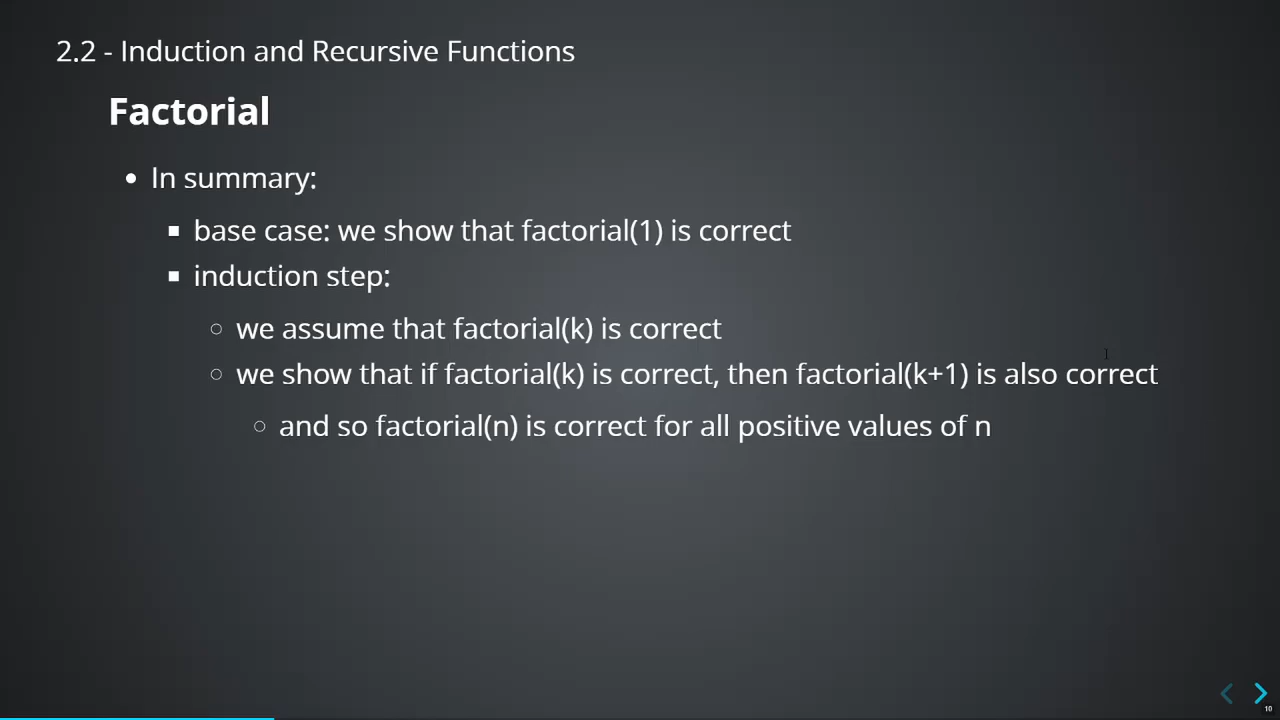 2.2 - Induction and Recursive Functions
Factorial
In summary:
base case: we show that factorial(1) is correct
induction step:
we assume that factorial(k) is correct
we show that if factorial(k) is correct, then factorial(k+1) is also correct
and so factorial(n) is correct for all positive values of n
10